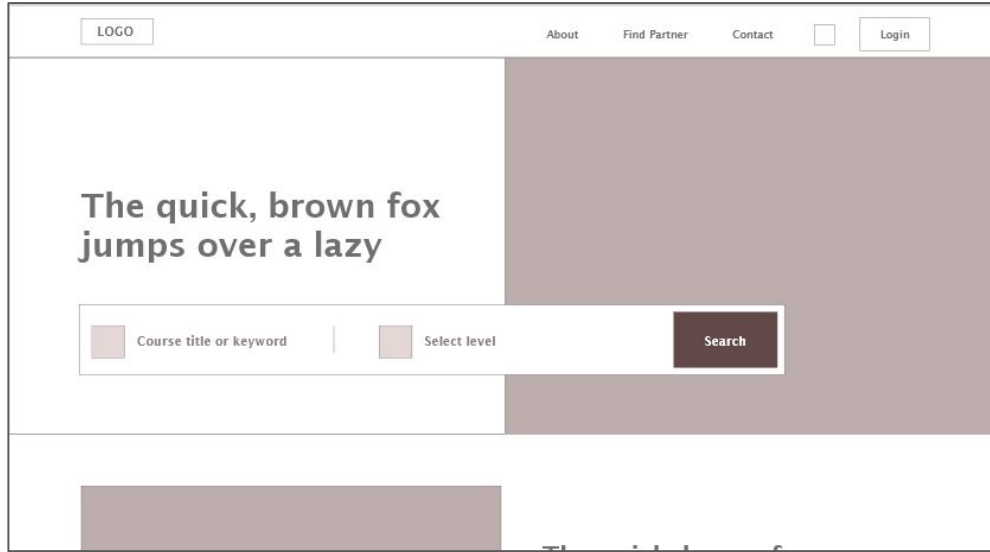 LOGO
About
Find Partner
Contact
Login
The quick, brown fox
jumps over a lazy
Course title or keyword
Select level
Search